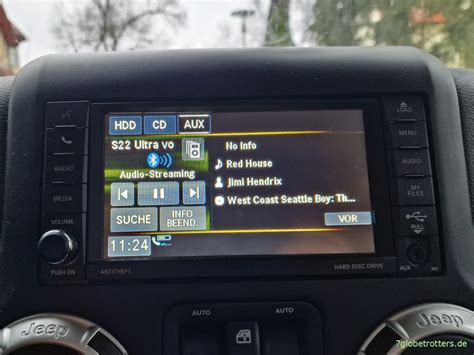 HDD CD AUX
S22 Ultra vo
Audio-Streaming
SUCHE
INFO
BEEND.
11:24
No Info
Red House
Jimi Hendrix
West Coast Seattle Boy: Th...
VOR
RADIO
MEDIA
VOLUME
PUSH ON
ANTITHEFT
HARD DISC DRIVE
LOAD
MENU
AUDIO
MY
FILES
PULL
AUX
AUTO
AUTO
Jeep
Jeep
7globetrotters.de